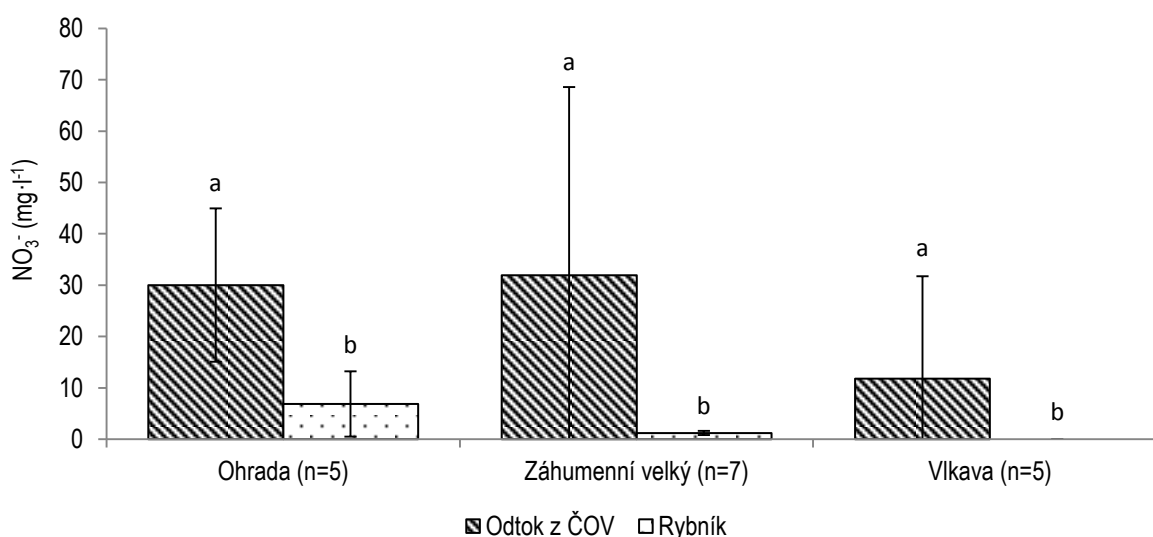 NO₃⁻ (mg·l⁻¹)
80
70
60
50
40
30
20
10
0
a
b
a
b
a
b
Ohrada (n=5)
Záhumenní velký (n=7)
Vlkava (n=5)
Odtok z ČOV
Rybník